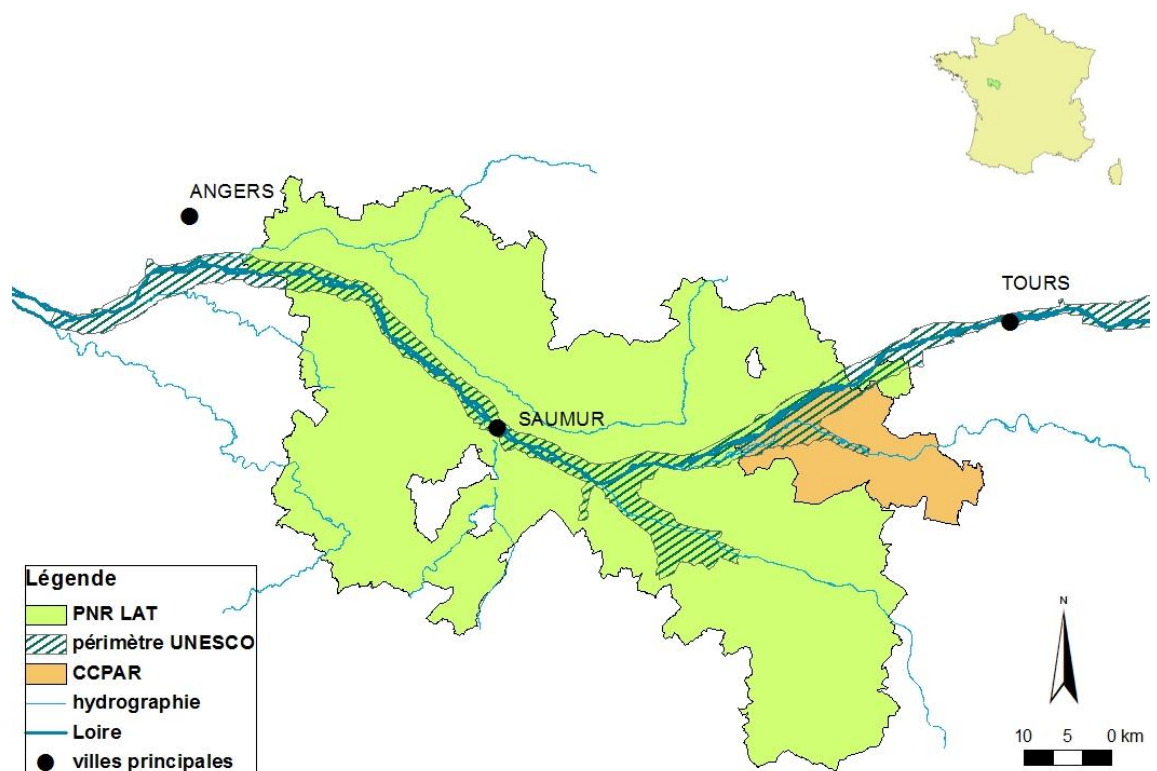 ANGERS
TOURS
SAUMUR
Légende
PNR LAT
périmètre UNESCO
CCPAR
hydrographie
Loire
villes principales
N
10 5 0 km